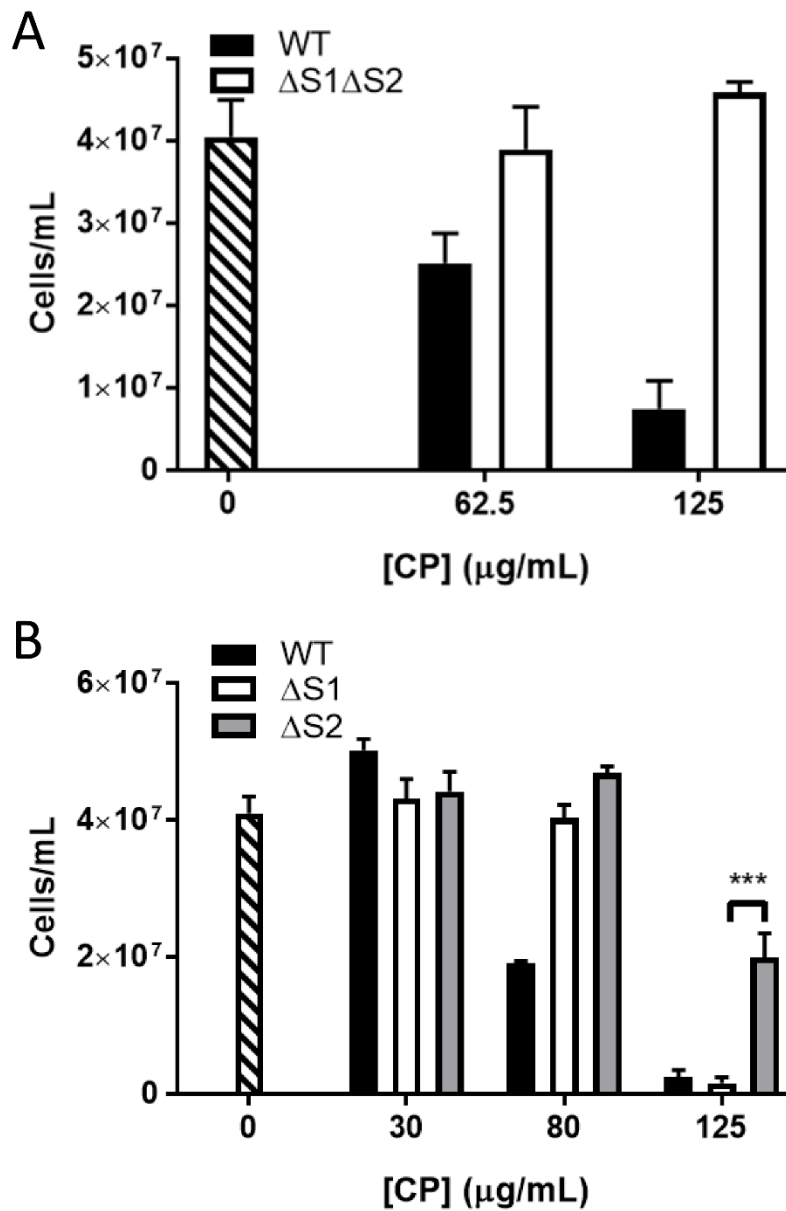 A
WT
ΔS1ΔS2
5×10⁷
4×10⁷
3×10⁷
2×10⁷
1×10⁷
0
Cells/mL
0 62.5 125
[CP] (μg/mL)
B
WT
ΔS1
ΔS2
6×10⁷
4×10⁷
2×10⁷
0
Cells/mL
***
0 30 80 125
[CP] (μg/mL)